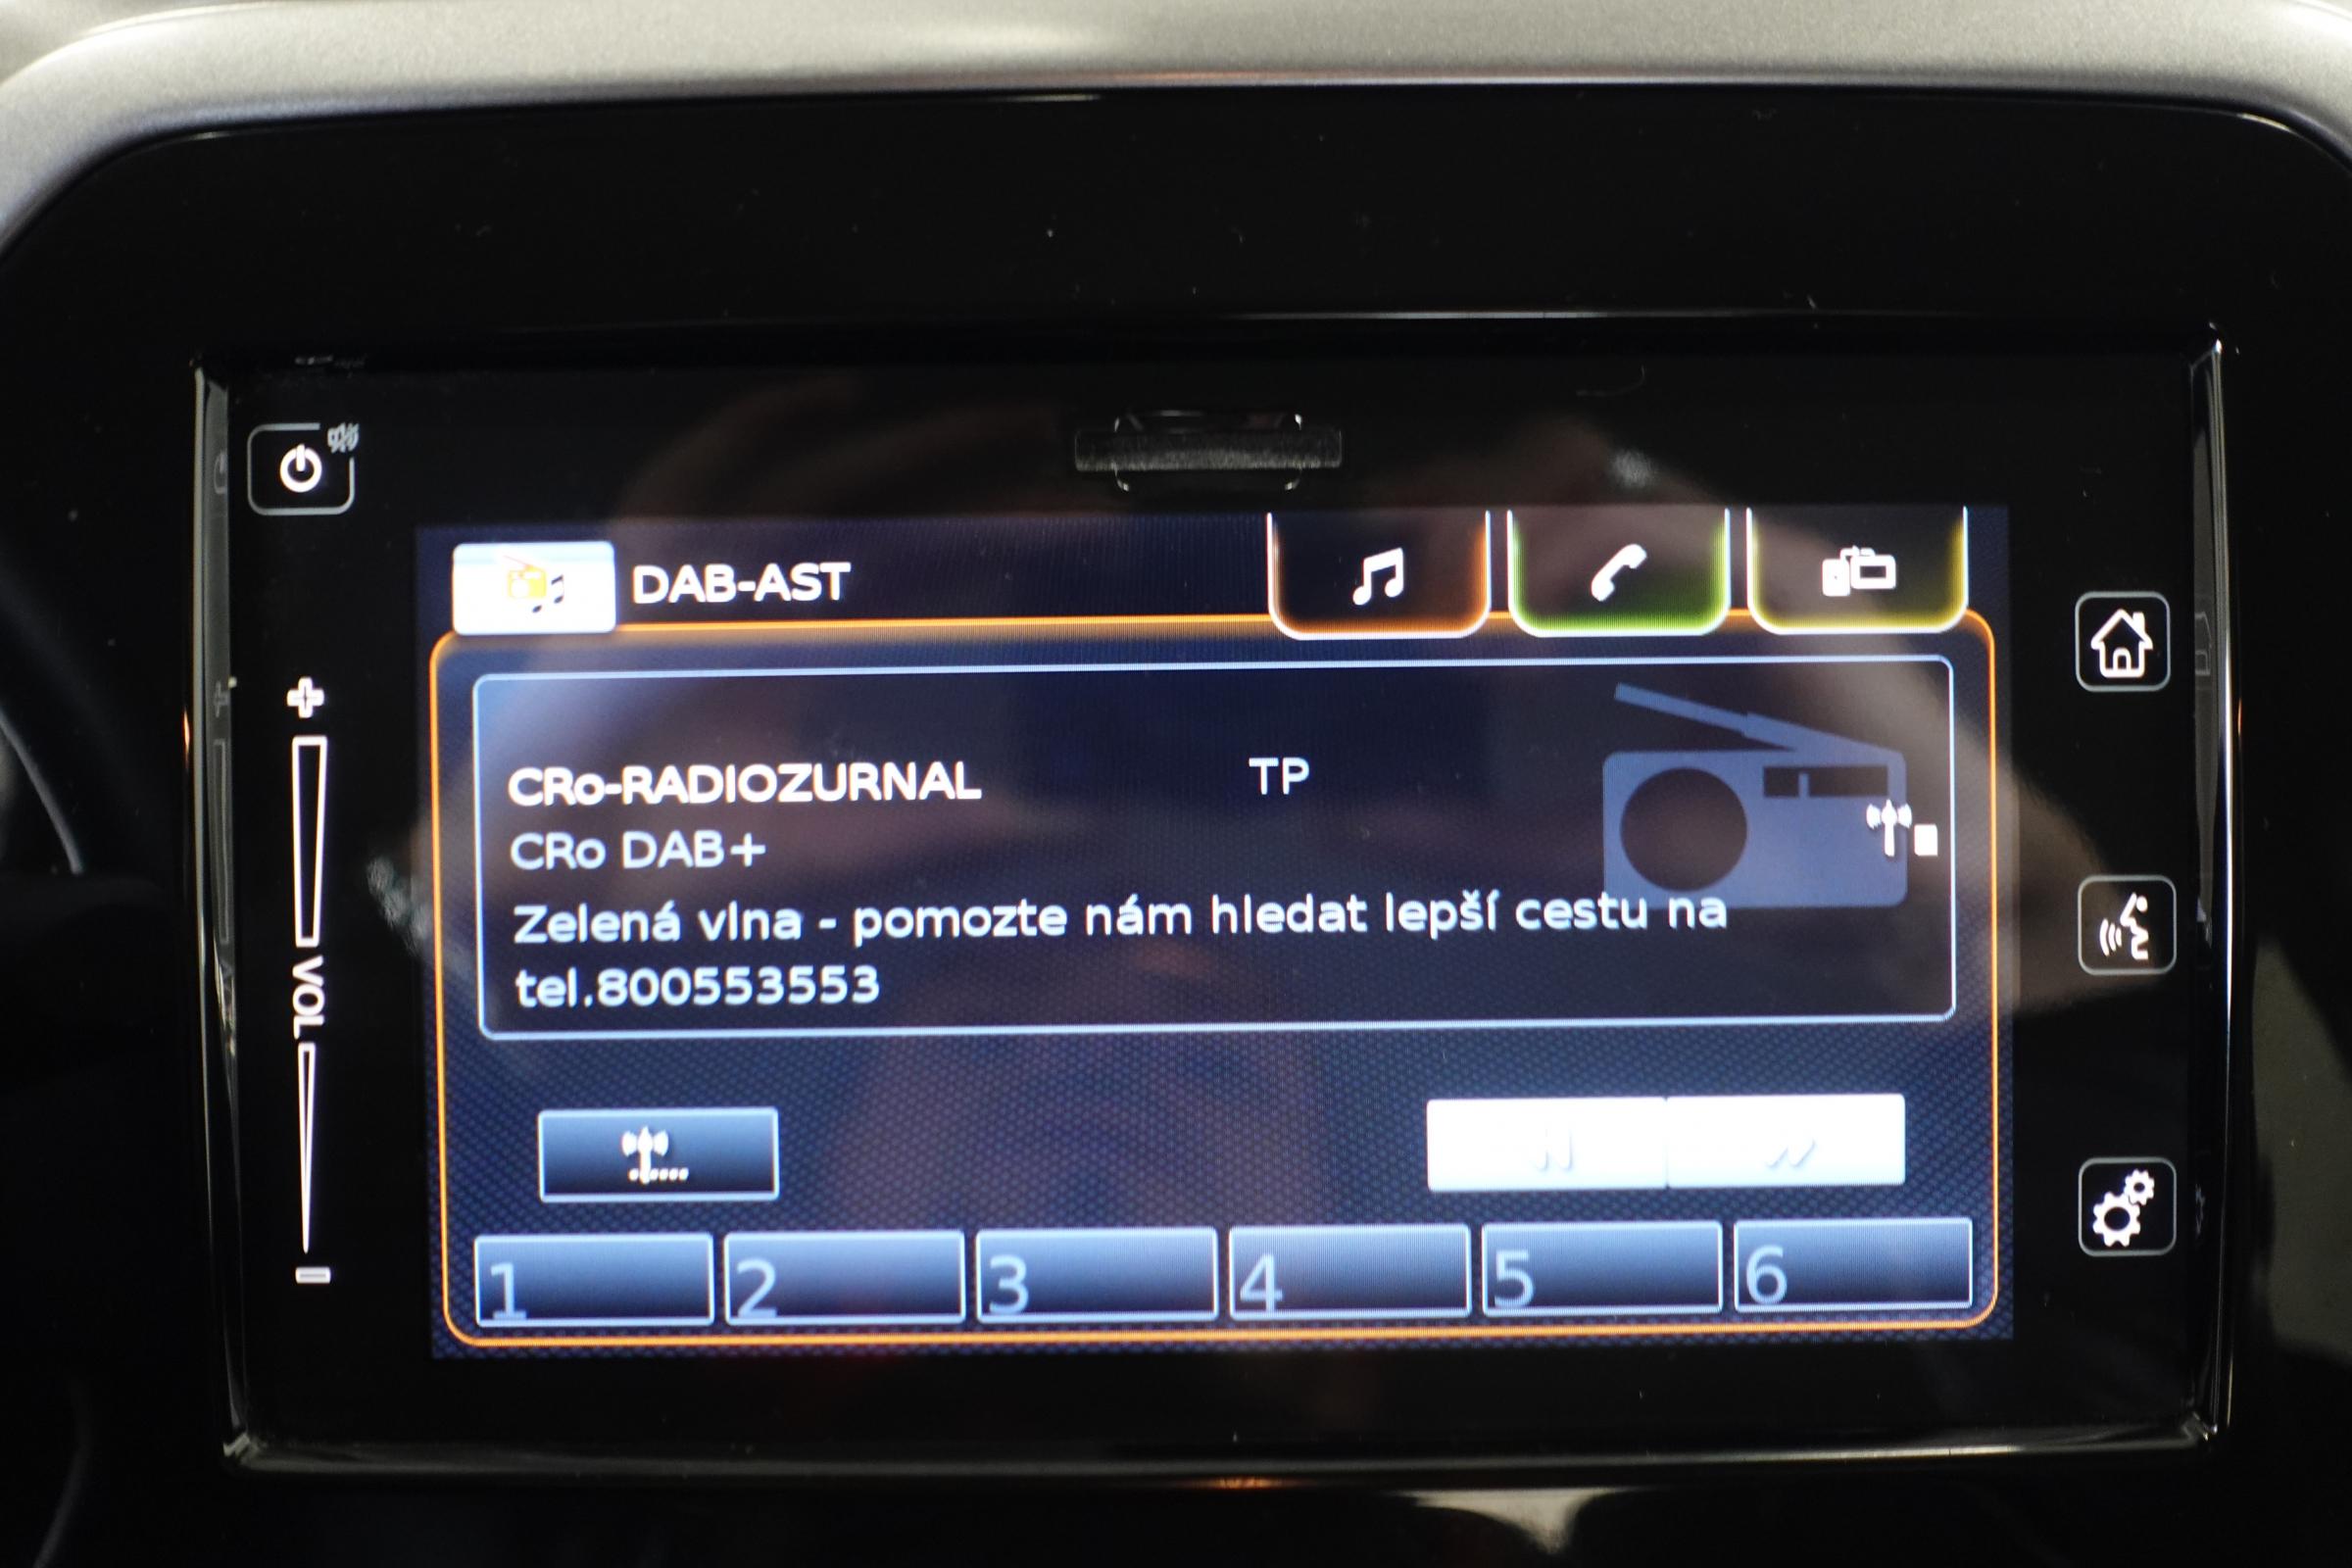 DAB-AST
CRo-RADIOZURNAL TP
CRo DAB+
Zelená vlna - pomozte nám hledat lepší cestu na
tel.800553553
VOL
1 2 3 4 5 6